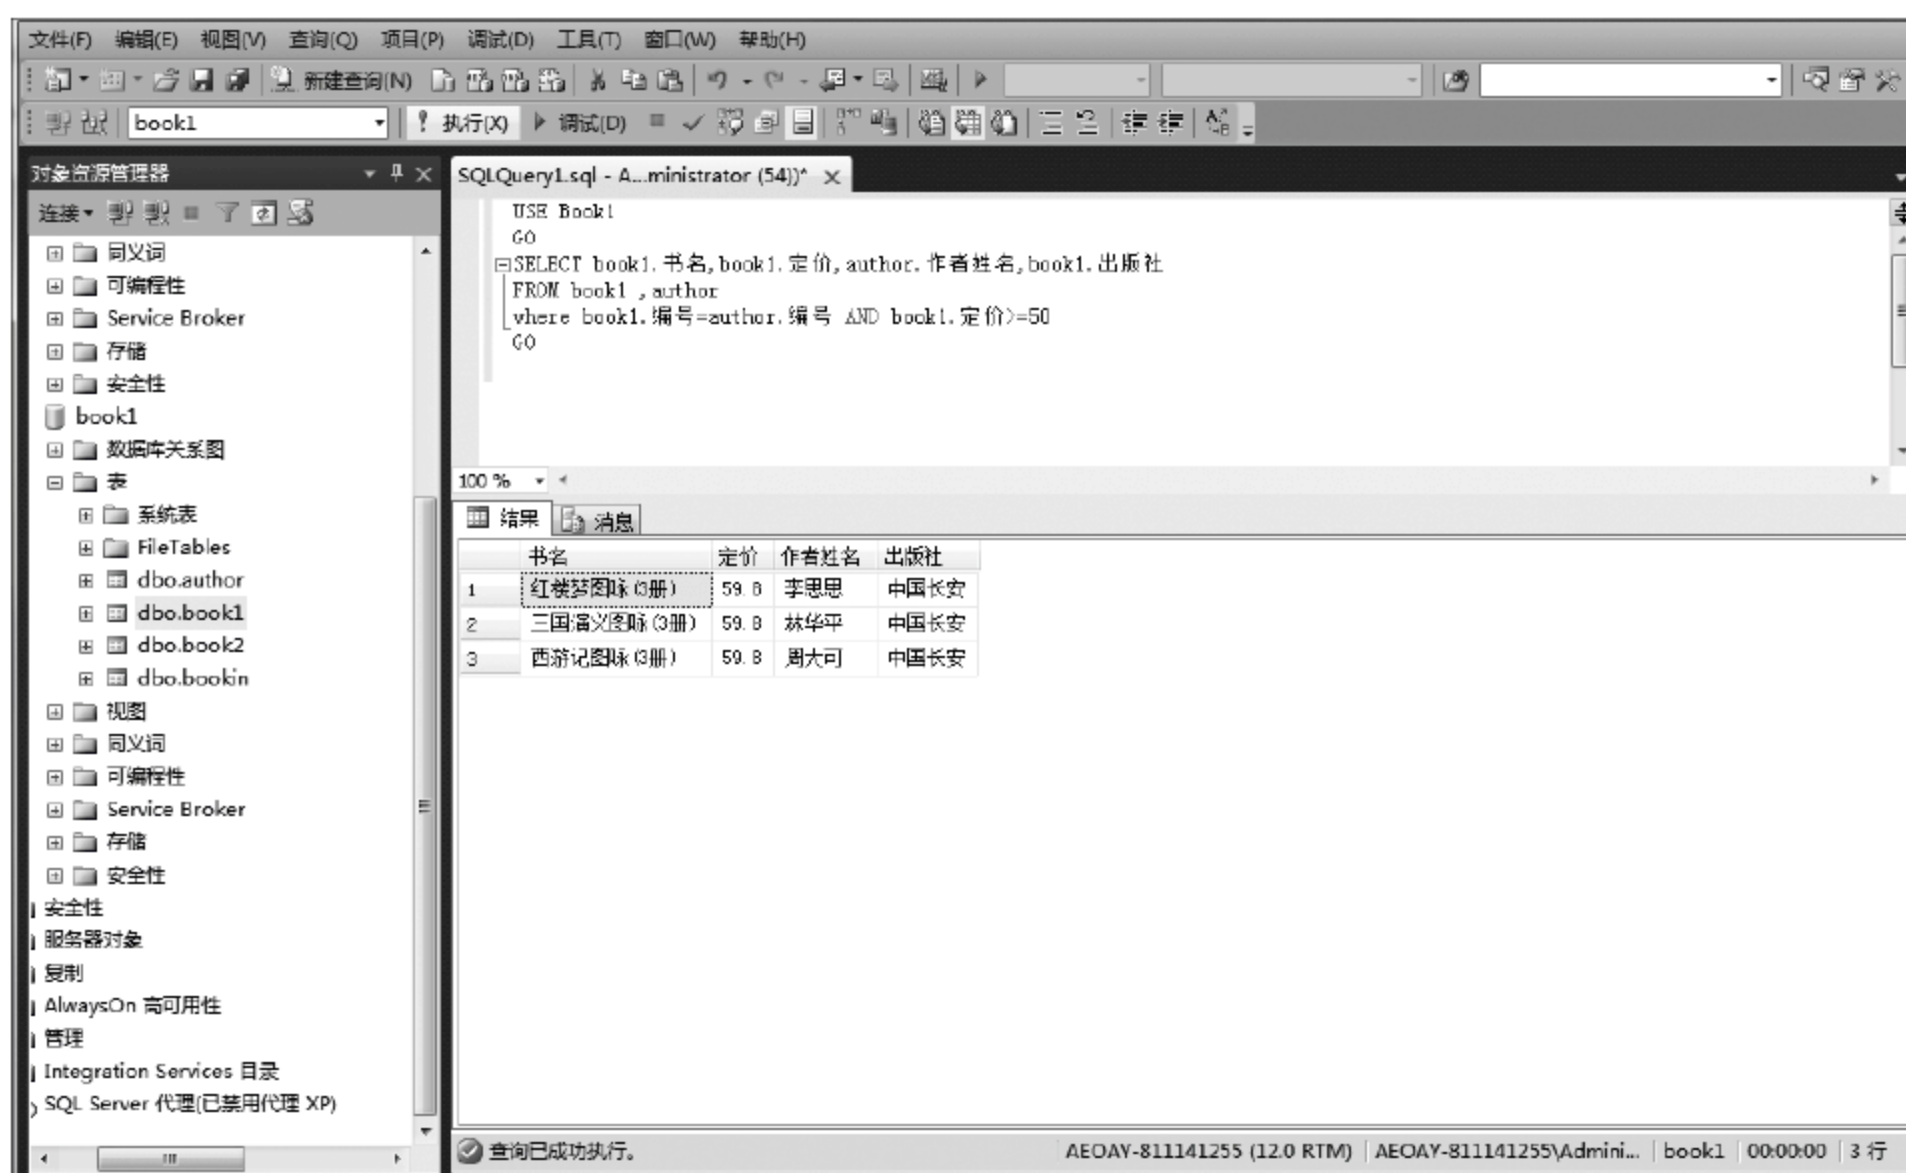 文件(F) 编辑(E) 视图(V) 查询(Q) 项目(P) 调试(D) 工具(T) 窗口(W) 帮助(H)
新建查询(N)
book1 执行(X) 调试(D)
对象资源管理器
连接
同义词
可编程性
Service Broker
存储
安全性
book1
数据库关系图
表
系统表
FileTables
dbo.author
dbo.book1
dbo.book2
dbo.bookin
视图
同义词
可编程性
Service Broker
存储
安全性
安全性
服务器对象
复制
AlwaysOn 高可用性
管理
Integration Services 目录
SQL Server 代理(已禁用代理 XP)
SQLQuery1.sql - A...ministrator (54))*
USE Book1
GO
SELECT book1.书名,book1.定价,author.作者姓名,book1.出版社
FROM book1 ,author
where book1.编号=author.编号 AND book1.定价>=50
GO
100 %
结果 消息
书名 定价 作者姓名 出版社
1 红楼梦图咏(3册) 59.8 李思思 中国长安
2 三国演义图咏(3册) 59.8 林华平 中国长安
3 西游记图咏(3册) 59.8 周大可 中国长安
查询已成功执行。 AEOAY-811141255 (12.0 RTM) AEOAY-811141255\Admini... book1 00:00:00 3 行